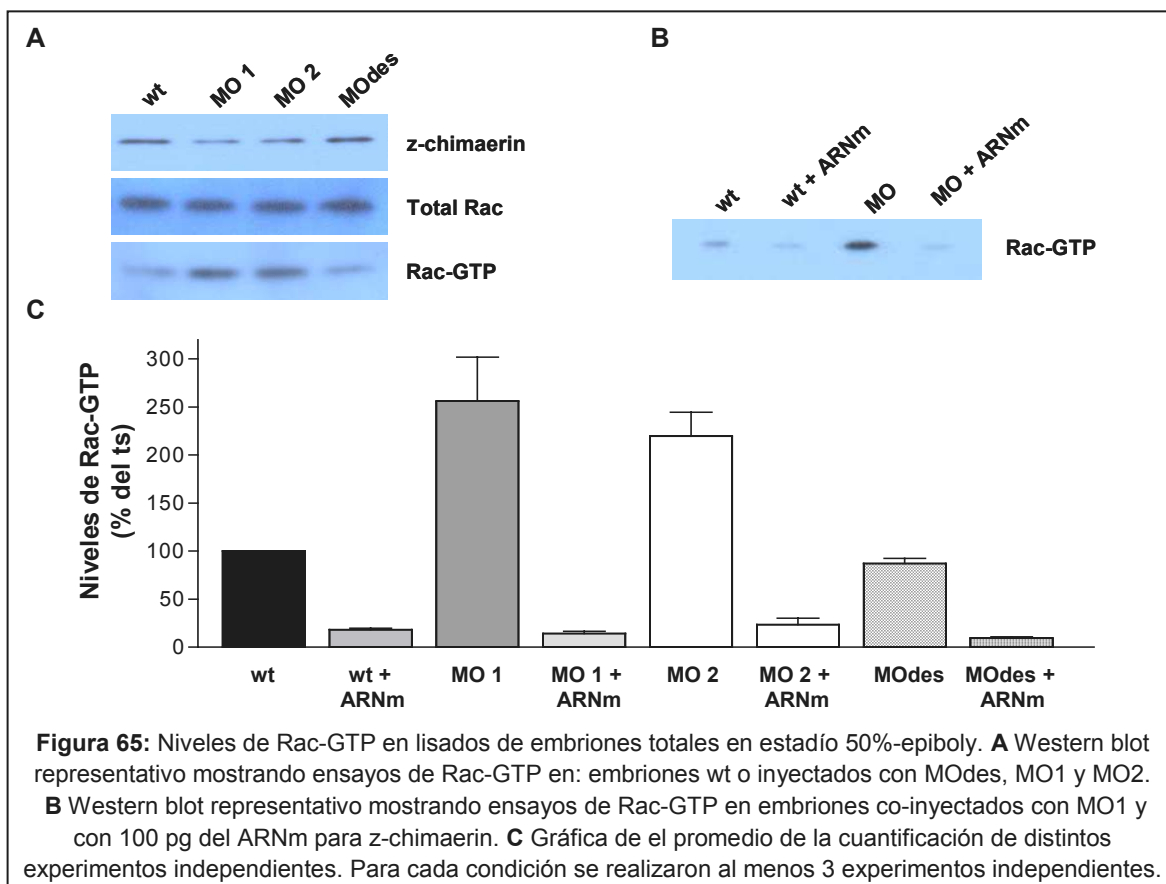 A
B
wt
MO 1
MO 2
MOdes
z-chimaerin
Total Rac
Rac-GTP
wt
wt + ARNm
MO
MO + ARNm
Rac-GTP
C
Niveles de Rac-GTP
(% del ts)
300
250
200
150
100
50
0
wt
wt +
ARNm
MO 1
MO 1 +
ARNm
MO 2
MO 2 +
ARNm
MOdes
MOdes +
ARNm
Figura 65: Niveles de Rac-GTP en lisados de embriones totales en estadío 50%-epiboly. A Western blot
representativo mostrando ensayos de Rac-GTP en: embriones wt o inyectados con MOdes, MO1 y MO2.
B Western blot representativo mostrando ensayos de Rac-GTP en embriones co-inyectados con MO1 y
con 100 pg del ARNm para z-chimaerin. C Gráfica de el promedio de la cuantificación de distintos
experimentos independientes. Para cada condición se realizaron al menos 3 experimentos independientes.